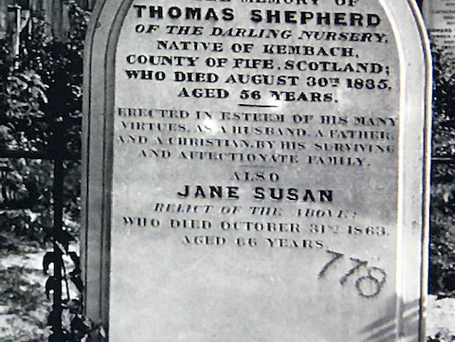 MEMORY OF
THOMAS SHEPHERD
OF THE DARLING NURSERY,
NATIVE OF KEMBACH,
COUNTY OF FIFE, SCOTLAND;
WHO DIED AUGUST 30TH 1835,
AGED 56 YEARS.
ERECTED IN ESTEEM OF HIS MANY
VIRTUES, AS A HUSBAND, A FATHER,
AND A CHRISTIAN, BY HIS SURVIVING
AND AFFECTIONATE FAMILY.
ALSO
JANE SUSAN
RELICT OF THE ABOVE;
WHO DIED OCTOBER 31ST 1863.
AGED 66 YEARS.
778